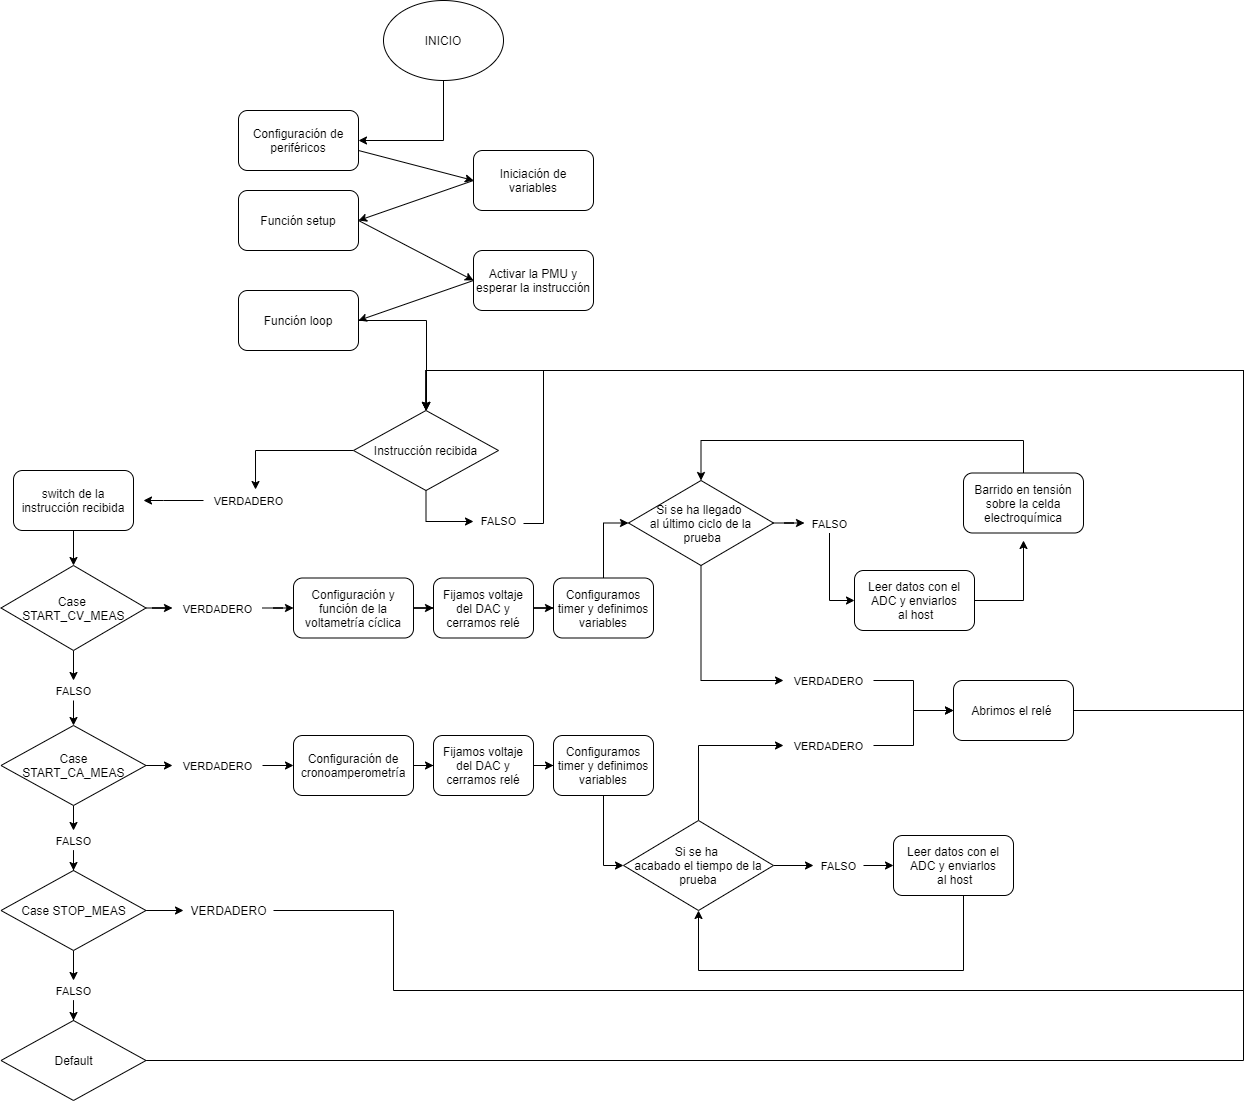 INICIO
Configuración de
periféricos
Iniciación de
variables
Función setup
Activar la PMU y
esperar la instrucción
Función loop
Instrucción recibida
VERDADERO
FALSO
switch de la
instrucción recibida
Case
START_CV_MEAS
VERDADERO
Configuración y
función de la
voltametría cíclica
Fijamos voltaje
del DAC y
cerramos relé
Configuramos
timer y definimos
variables
Si se ha llegado
al último ciclo de la
prueba
FALSO
Leer datos con el
ADC y enviarlos
al host
Barrido en tensión
sobre la celda
electroquímica
VERDADERO
Abrimos el relé
FALSO
Case
START_CA_MEAS
VERDADERO
Configuración de
cronoamperometría
Fijamos voltaje
del DAC y
cerramos relé
Configuramos
timer y definimos
variables
VERDADERO
Si se ha
acabado el tiempo de la
prueba
FALSO
Leer datos con el
ADC y enviarlos
al host
FALSO
Case STOP_MEAS
VERDADERO
FALSO
Default